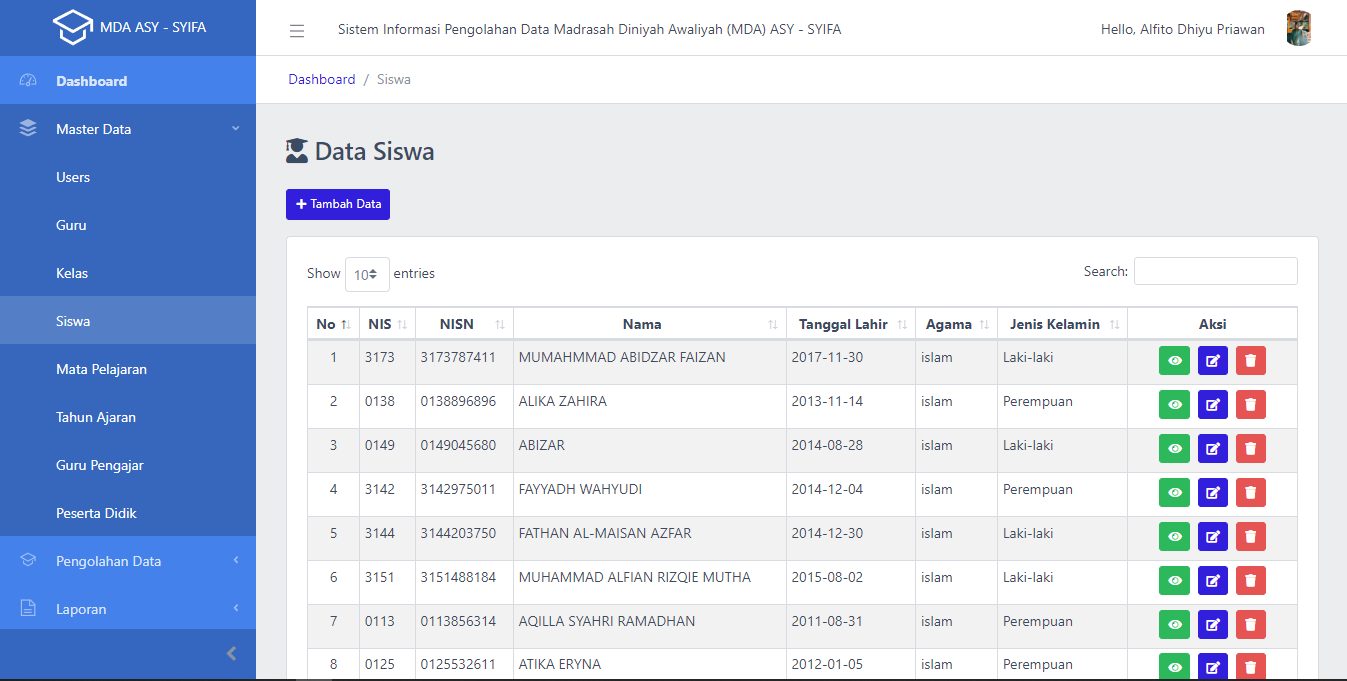 MDA ASY - SYIFA
Sistem Informasi Pengolahan Data Madrasah Diniyah Awaliyah (MDA) ASY - SYIFA
Hello, Alfito Dhiyu Priawan
Dashboard
Master Data
Users
Guru
Kelas
Siswa
Mata Pelajaran
Tahun Ajaran
Guru Pengajar
Peserta Didik
Pengolahan Data
Laporan
Dashboard / Siswa
Data Siswa
+ Tambah Data
Show 10 entries
Search:
No NIS NISN Nama Tanggal Lahir Agama Jenis Kelamin Aksi
1 3173 3173787411 MUMAHMMAD ABIDZAR FAIZAN 2017-11-30 islam Laki-laki
2 0138 0138896896 ALIKA ZAHIRA 2013-11-14 islam Perempuan
3 0149 0149045680 ABIZAR 2014-08-28 islam Laki-laki
4 3142 3142975011 FAYYADH WAHYUDI 2014-12-04 islam Perempuan
5 3144 3144203750 FATHAN AL-MAISAN AZFAR 2014-12-30 islam Laki-laki
6 3151 3151488184 MUHAMMAD ALFIAN RIZQIE MUTHA 2015-08-02 islam Laki-laki
7 0113 0113856314 AQILLA SYAHRI RAMADHAN 2011-08-31 islam Perempuan
8 0125 0125532611 ATIKA ERYNA 2012-01-05 islam Perempuan